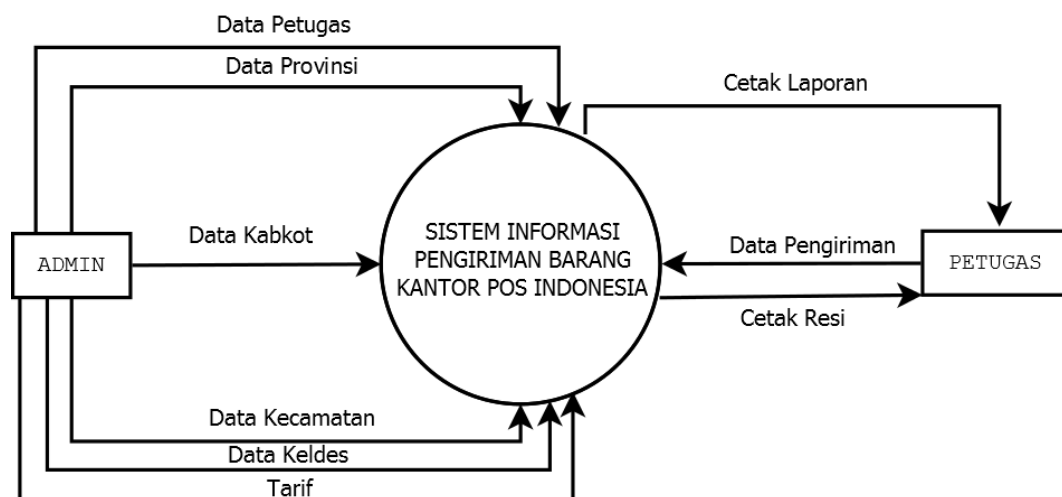 Data Petugas
Data Provinsi
Cetak Laporan
Data Kabkot
ADMIN
SISTEM INFORMASI
PENGIRIMAN BARANG
KANTOR POS INDONESIA
Data Pengiriman
PETUGAS
Cetak Resi
Data Kecamatan
Data Keldes
Tarif